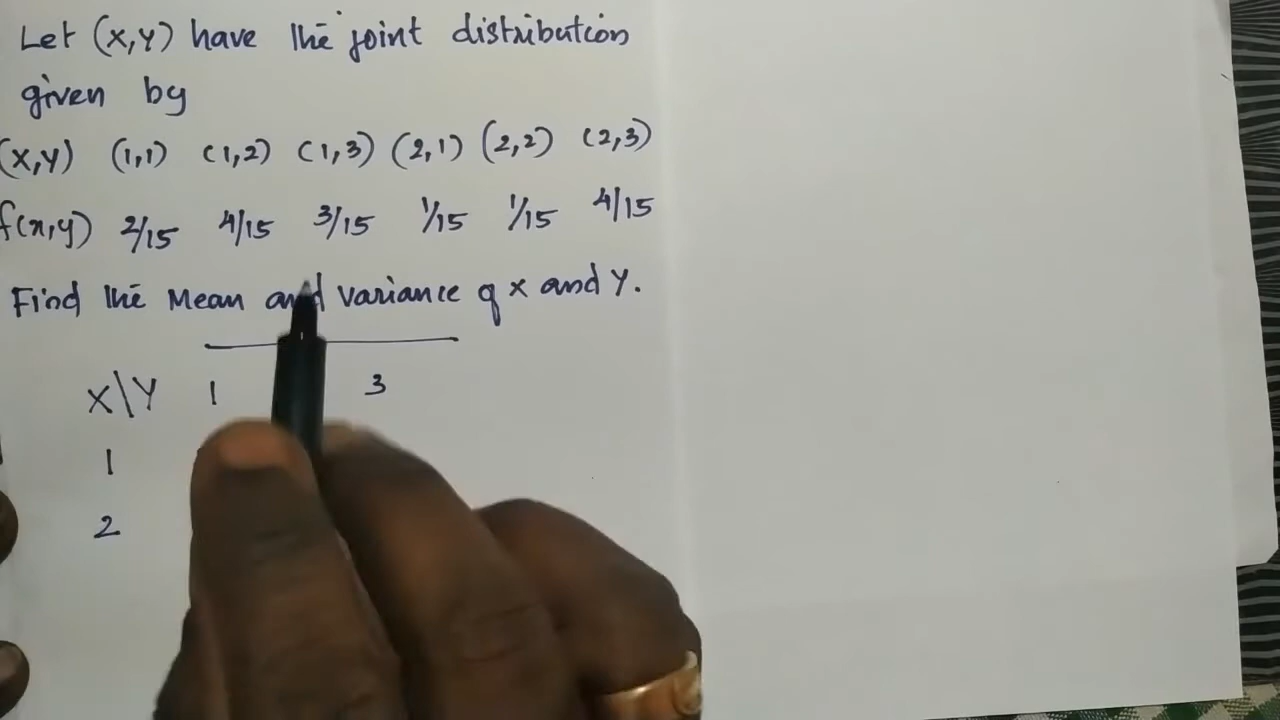 Let (X,Y) have the joint distribution
given by
(X,Y) (1,1) (1,2) (1,3) (2,1) (2,2) (2,3)
f(x,y) 2/15 4/15 3/15 1/15 1/15 4/15
Find the Mean and variance of X and Y.
X\Y 1 3
1
2